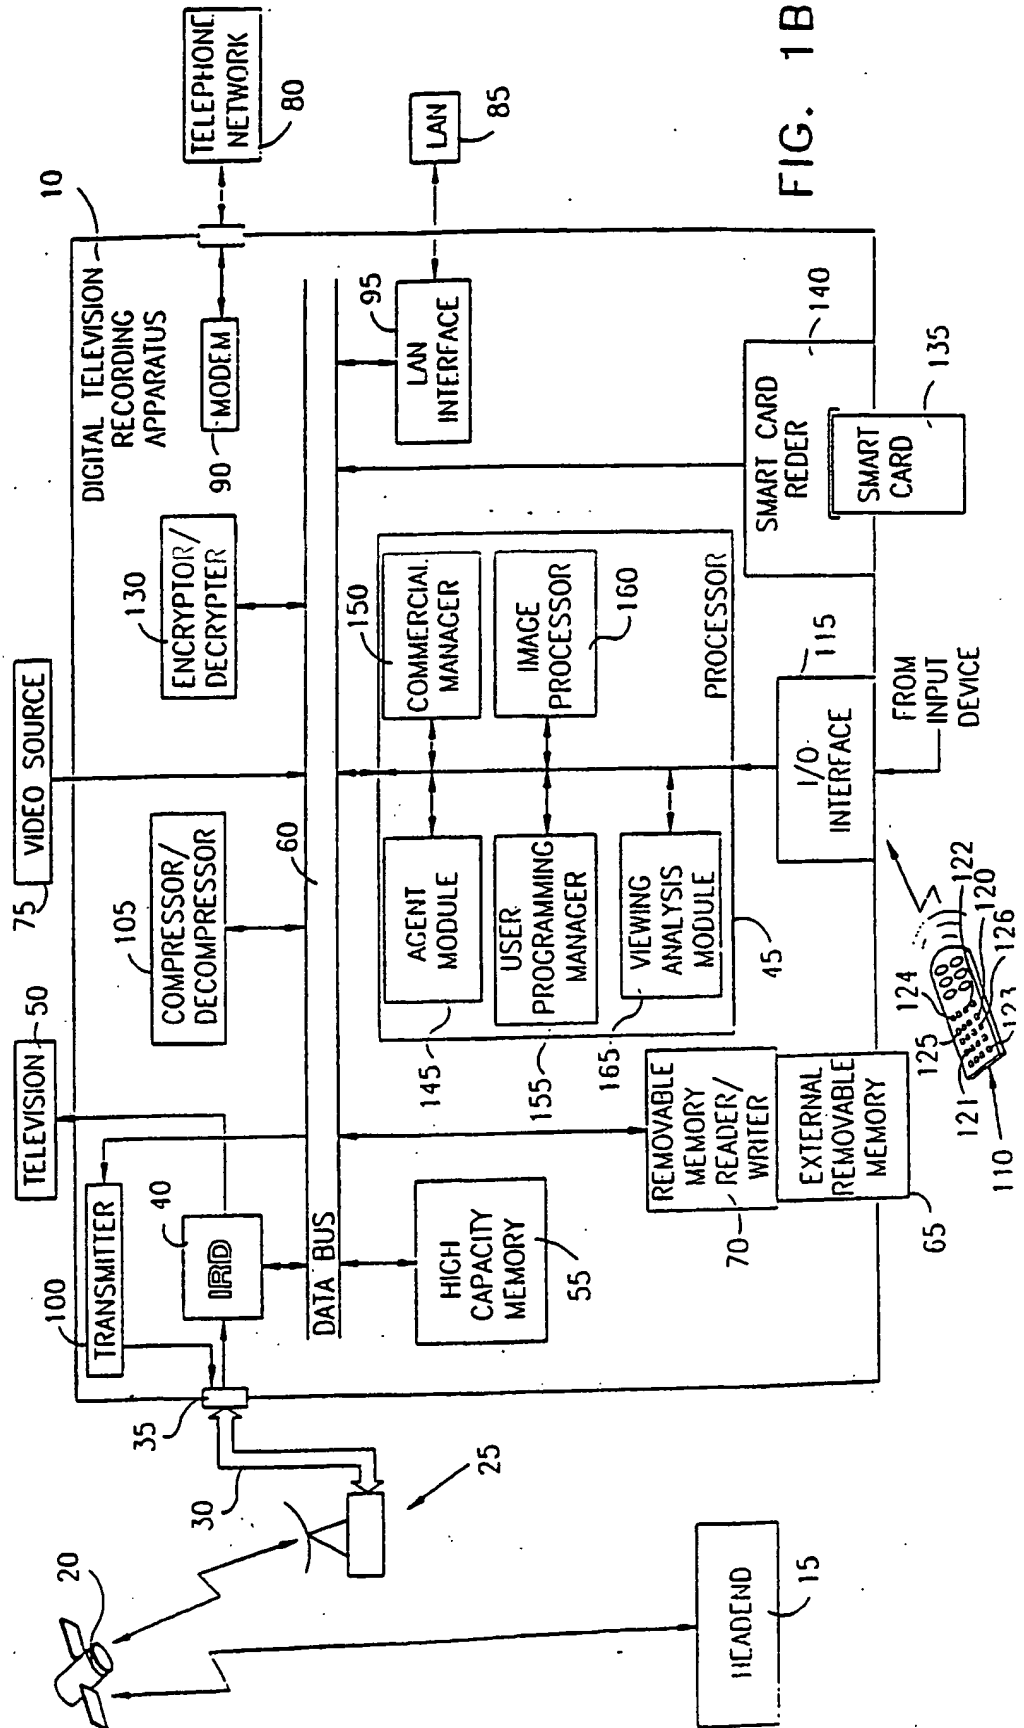 TELEVISION
50
75
VIDEO SOURCE
100
TRANSMITTER
40
IRD
105
COMPRESSOR/
DECOMPRESSOR
130
ENCRYPTOR/
DECRYPTER
DIGITAL TELEVISION
RECORDING
APPARATUS
10
90
MODEM
TELEPHONE
NETWORK
80
20
35
30
25
DATA BUS
60
HIGH
CAPACITY
MEMORY
55
145
AGENT
MODULE
150
COMMERCIAL
MANAGER
155
USER
PROGRAMMING
MANAGER
IMAGE
PROCESSOR
160
165
VIEWING
ANALYSIS
MODULE
45
PROCESSOR
95
LAN
INTERFACE
LAN
85
HEADEND
15
REMOVABLE
MEMORY
READER/
WRITER
70
EXTERNAL
REMOVABLE
MEMORY
65
I/O
INTERFACE
115
FROM
INPUT
DEVICE
SMART CARD
REDER
140
SMART
CARD
135
110
121
125
124
122
120
126
123
FIG. 1B